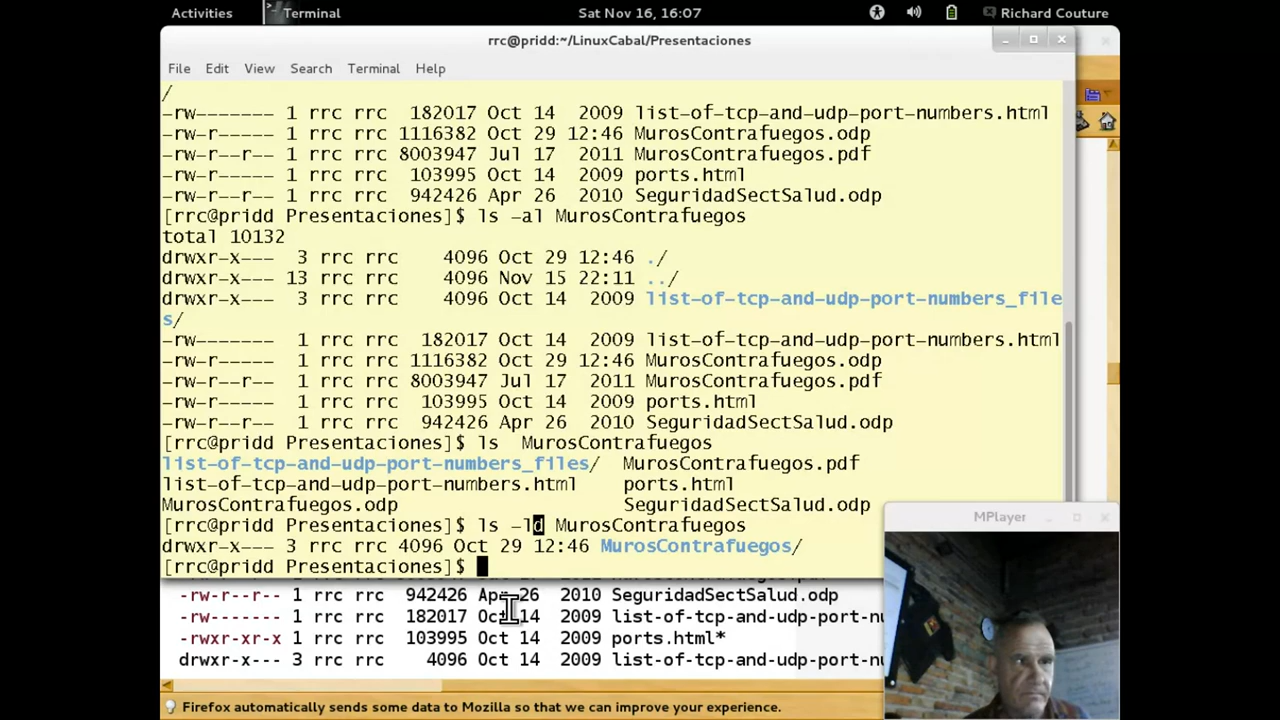 Activities Terminal Sat Nov 16, 16:07 Richard Couture
rrc@pridd:~/LinuxCabal/Presentaciones
File Edit View Search Terminal Help
/
-rw------- 1 rrc rrc 182017 Oct 14 2009 list-of-tcp-and-udp-port-numbers.html
-rw-r----- 1 rrc rrc 1116382 Oct 29 12:46 MurosContrafuegos.odp
-rw-r--r-- 1 rrc rrc 8003947 Jul 17 2011 MurosContrafuegos.pdf
-rw-r----- 1 rrc rrc 103995 Oct 14 2009 ports.html
-rw-r--r-- 1 rrc rrc 942426 Apr 26 2010 SeguridadSectSalud.odp
[rrc@pridd Presentaciones]$ ls -al MurosContrafuegos
total 10132
drwxr-x--- 3 rrc rrc 4096 Oct 29 12:46 ./
drwxr-x--- 13 rrc rrc 4096 Nov 15 22:11 ../
drwxr-x--- 3 rrc rrc 4096 Oct 14 2009 list-of-tcp-and-udp-port-numbers_file
s/
-rw------- 1 rrc rrc 182017 Oct 14 2009 list-of-tcp-and-udp-port-numbers.html
-rw-r----- 1 rrc rrc 1116382 Oct 29 12:46 MurosContrafuegos.odp
-rw-r--r-- 1 rrc rrc 8003947 Jul 17 2011 MurosContrafuegos.pdf
-rw-r----- 1 rrc rrc 103995 Oct 14 2009 ports.html
-rw-r--r-- 1 rrc rrc 942426 Apr 26 2010 SeguridadSectSalud.odp
[rrc@pridd Presentaciones]$ ls MurosContrafuegos
list-of-tcp-and-udp-port-numbers_files/ MurosContrafuegos.pdf
list-of-tcp-and-udp-port-numbers.html ports.html
MurosContrafuegos.odp SeguridadSectSalud.odp
[rrc@pridd Presentaciones]$ ls -ld MurosContrafuegos
drwxr-x--- 3 rrc rrc 4096 Oct 29 12:46 MurosContrafuegos/
[rrc@pridd Presentaciones]$
MPlayer
-rw-r--r-- 1 rrc rrc 942426 Apr 26 2010 SeguridadSectSalud.odp
-rw------- 1 rrc rrc 182017 Oct 14 2009 list-of-tcp-and-udp-port-nu
-rwxr-xr-x 1 rrc rrc 103995 Oct 14 2009 ports.html*
drwxr-x--- 3 rrc rrc 4096 Oct 14 2009 list-of-tcp-and-udp-port-nu
Firefox automatically sends some data to Mozilla so that we can improve your experience.